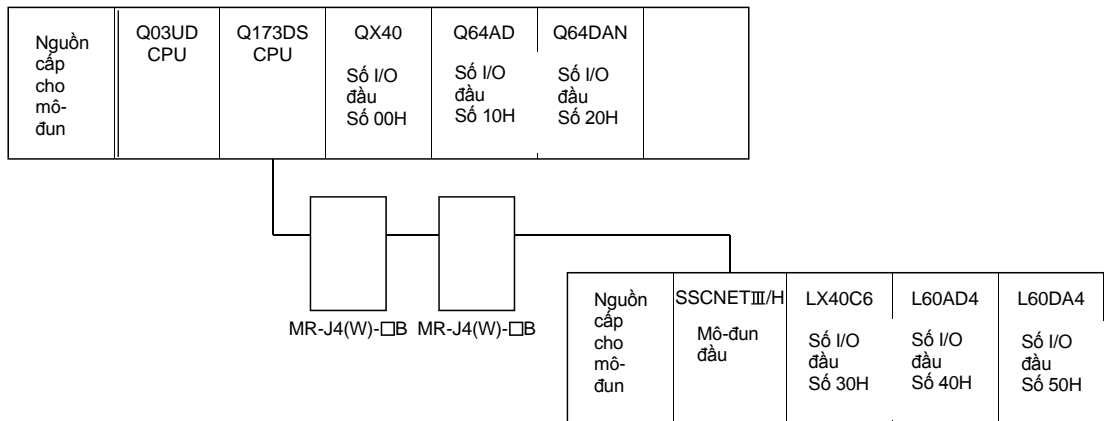 Nguồn
cấp
cho
mô-
đun
Q03UD
CPU
Q173DS
CPU
QX40
Số I/O
đầu
Số 00H
Q64AD
Số I/O
đầu
Số 10H
Q64DAN
Số I/O
đầu
Số 20H
MR-J4(W)-□B
MR-J4(W)-□B
Nguồn
cấp
cho
mô-
đun
SSCNETⅢ/H
Mô-đun
đầu
LX40C6
Số I/O
đầu
Số 30H
L60AD4
Số I/O
đầu
Số 40H
L60DA4
Số I/O
đầu
Số 50H